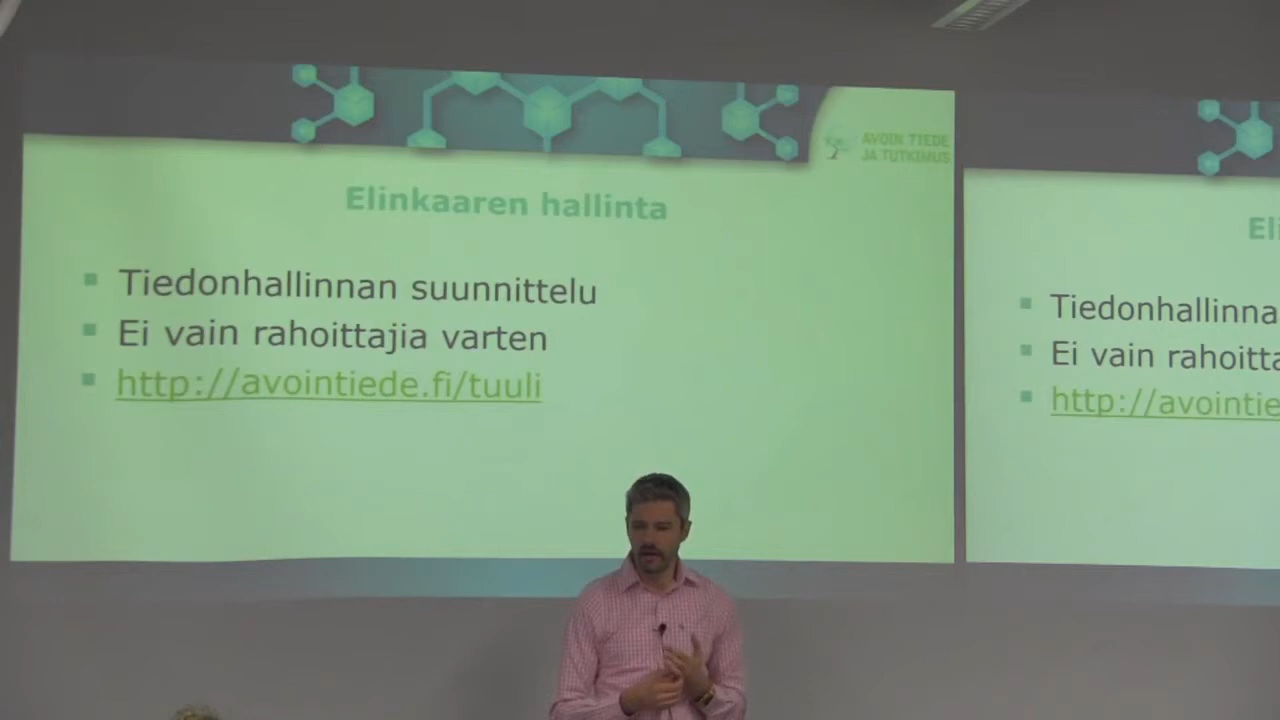 AVOIN TIEDE
JA TUTKIMUS
Elinkaaren hallinta
Tiedonhallinnan suunnittelu
Ei vain rahoittajia varten
http://avointiede.fi/tuuli
Eli
Tiedonhallinna
Ei vain rahoitta
http://avointie